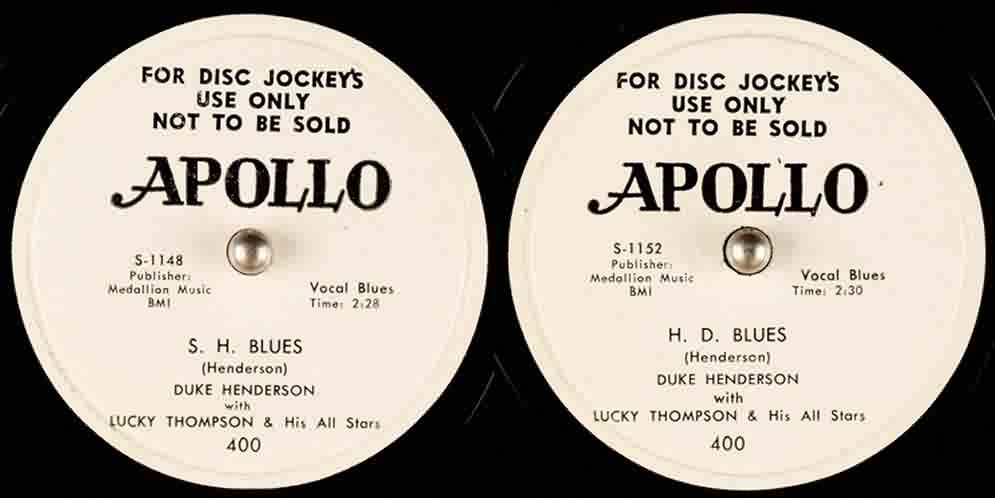 FOR DISC JOCKEY'S
USE ONLY
NOT TO BE SOLD
APOLLO
S-1148
Publisher:
Medallion Music
BMI
Vocal Blues
Time: 2:28
S. H. BLUES
(Henderson)
DUKE HENDERSON
with
LUCKY THOMPSON & His All Stars
400
FOR DISC JOCKEY'S
USE ONLY
NOT TO BE SOLD
APOLLO
S-1152
Publisher:
Medallion Music
BMI
Vocal Blues
Time: 2:30
H. D. BLUES
(Henderson)
DUKE HENDERSON
with
LUCKY THOMPSON & His All Stars
400